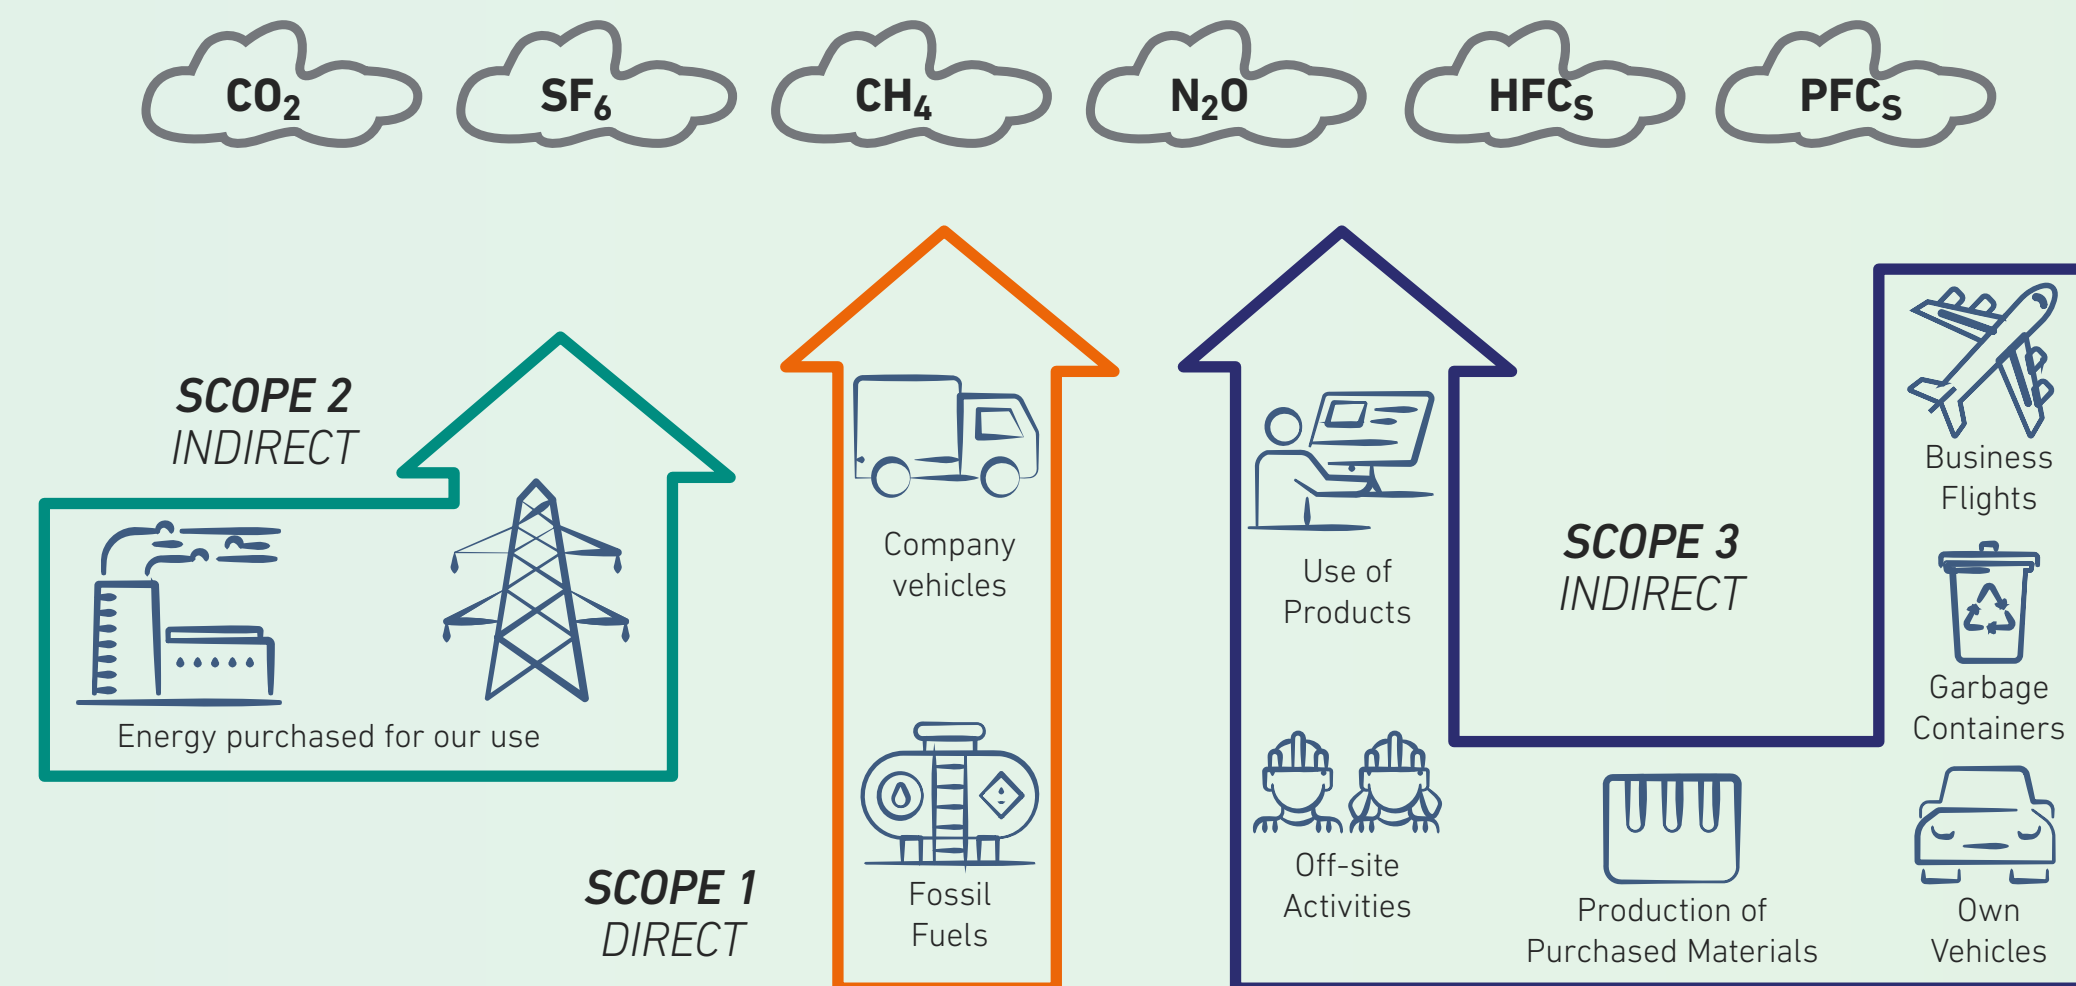 CO₂
SF₆
CH₄
N₂O
HFCs
PFCs
SCOPE 2
INDIRECT
Energy purchased for our use
SCOPE 1
DIRECT
Company
vehicles
Fossil
Fuels
Use of
Products
Off-site
Activities
SCOPE 3
INDIRECT
Production of
Purchased Materials
Business
Flights
Garbage
Containers
Own
Vehicles